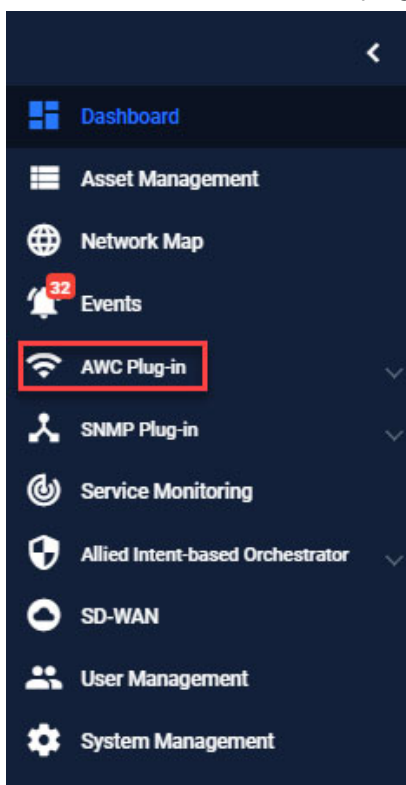 Dashboard
Asset Management
Network Map
32
Events
AWC Plug-in
SNMP Plug-in
Service Monitoring
Allied Intent-based Orchestrator
SD-WAN
User Management
System Management